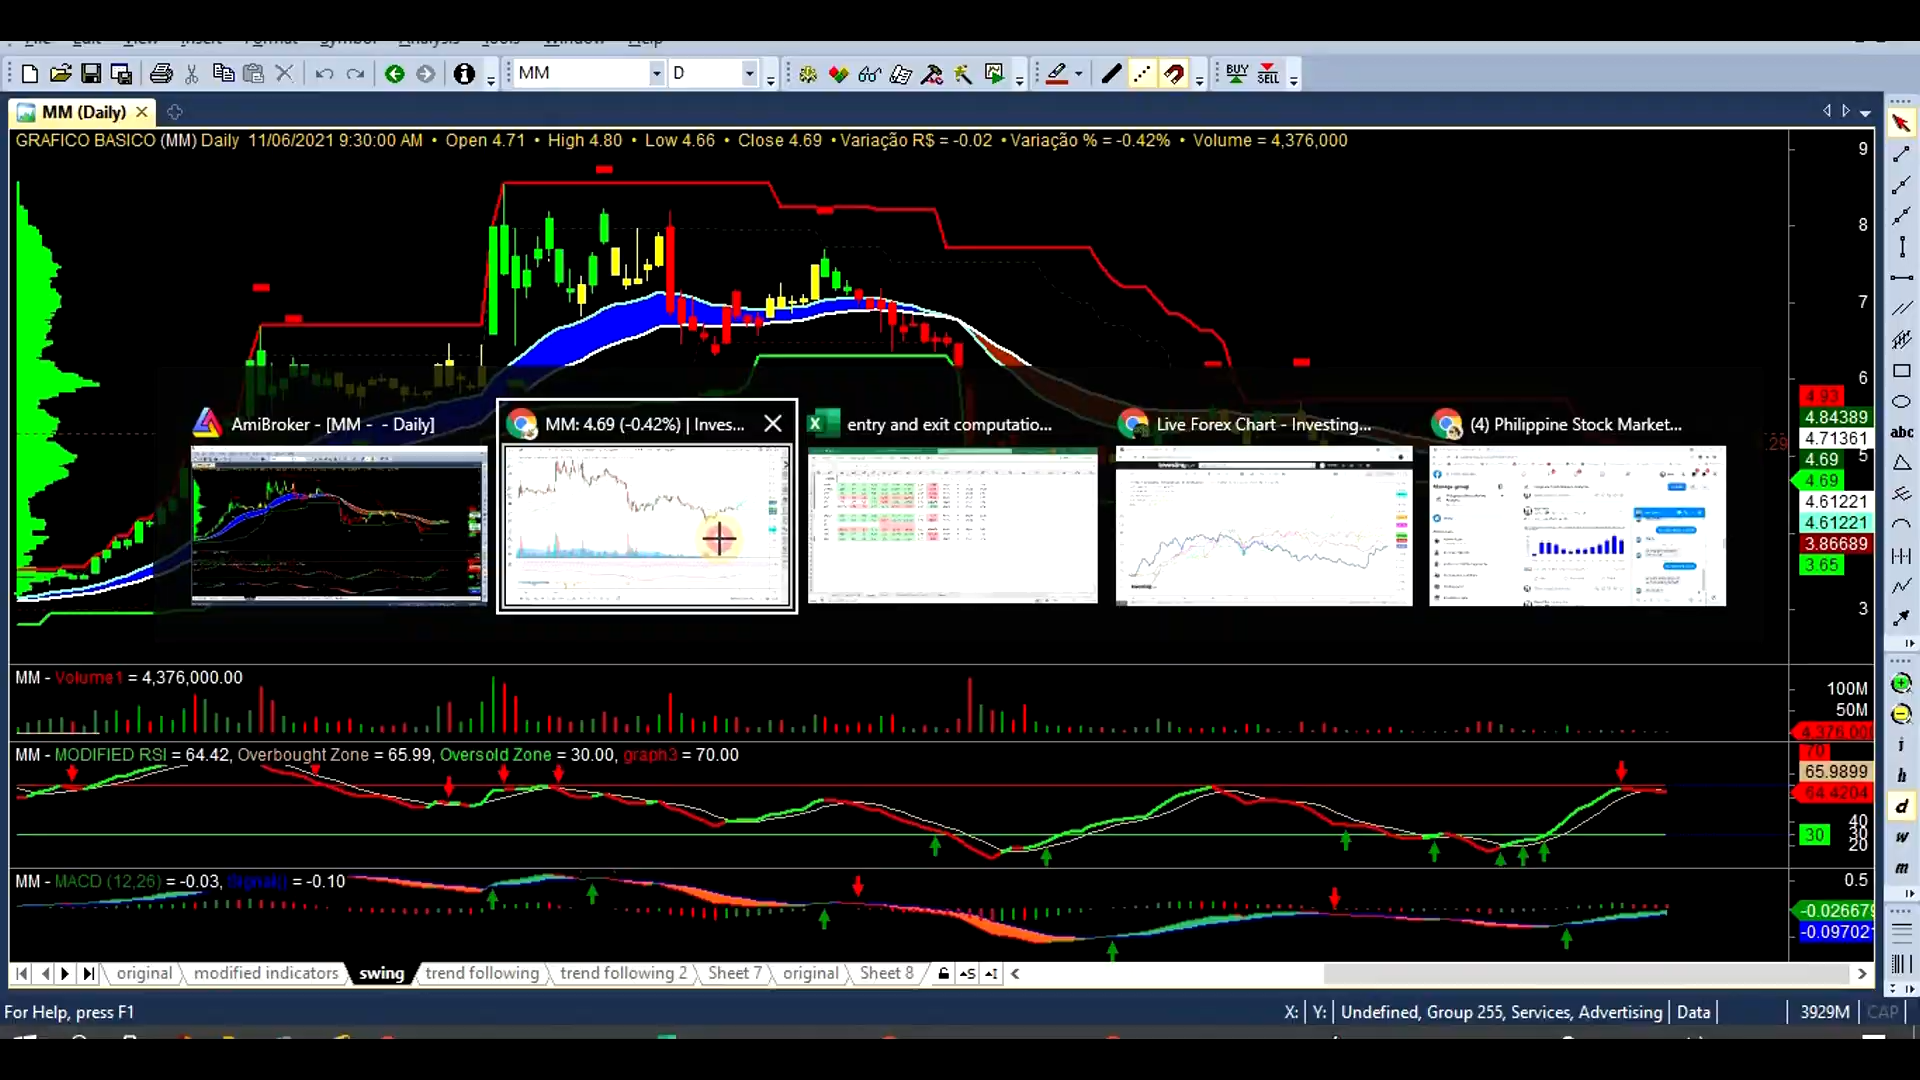 MM
D
BUY
SELL
MM (Daily)
GRAFICO BASICO (MM) Daily 11/06/2021 9:30:00 AM • Open 4.71 • High 4.80 • Low 4.66 • Close 4.69 • Variação R$ = -0.02 • Variação % = -0.42% • Volume = 4,376,000
9
8
7
6
5
3
4.93
4.84389
4.71361
4.69
4.69
4.61221
4.61221
3.86689
3.65
abc
AmiBroker - [MM - - Daily]
MM: 4.69 (-0.42%) | Inves...
entry and exit computatio...
Live Forex Chart - Investing...
(4) Philippine Stock Market...
MM - Volume1 = 4,376,000.00
100M
50M
MM - MODIFIED RSI = 64.42, Overbought Zone = 65.99, Oversold Zone = 30.00, graph3 = 70.00
70
65.9899
64.4204
40
30
30
20
MM - MACD (12,26) = -0.03, Signal() = -0.10
0.5
-0.026679
-0.09702
i
h
d
w
m
original
modified indicators
swing
trend following
trend following 2
Sheet 7
original
Sheet 8
For Help, press F1
X:
Y:
Undefined, Group 255, Services, Advertising
Data
3929M
CAP